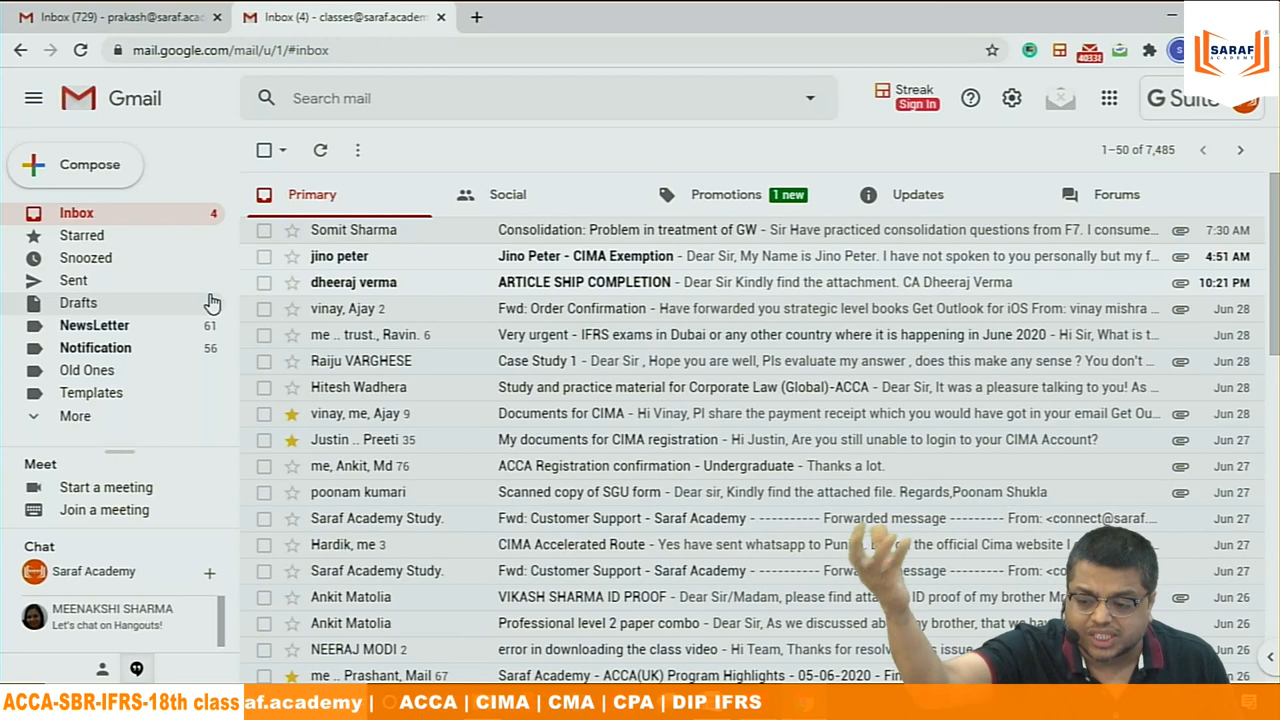 Inbox (729) - prakash@saraf.aca
Inbox (4) - classes@saraf.academ
mail.google.com/mail/u/1/#inbox
40331
S
SARAF
ACADEMY
Gmail
Search mail
Streak
Sign In
G Suite
Compose
1–50 of 7,485
Primary
Social
Promotions 1 new
Updates
Forums
Inbox 4
Starred
Snoozed
Sent
Drafts
NewsLetter 61
Notification 56
Old Ones
Templates
More
Meet
Start a meeting
Join a meeting
Chat
Saraf Academy
MEENAKSHI SHARMA
Let's chat on Hangouts!
Somit Sharma Consolidation: Problem in treatment of GW - Sir Have practiced consolidation questions from F7. I consume... 7:30 AM
jino peter Jino Peter - CIMA Exemption - Dear Sir, My Name is Jino Peter. I have not spoken to you personally but my f... 4:51 AM
dheeraj verma ARTICLE SHIP COMPLETION - Dear Sir Kindly find the attachment. CA Dheeraj Verma 10:21 PM
vinay, Ajay 2 Fwd: Order Confirmation - Have forwarded you strategic level books Get Outlook for iOS From: vinay mishra ... Jun 28
me .. trust., Ravin. 6 Very urgent - IFRS exams in Dubai or any other country where it is happening in June 2020 - Hi Sir, What is t... Jun 28
Raiju VARGHESE Case Study 1 - Dear Sir , Hope you are well, Pls evaluate my answer , does this make any sense ? You don't ... Jun 28
Hitesh Wadhera Study and practice material for Corporate Law (Global)-ACCA - Dear Sir, It was a pleasure talking to you! As ... Jun 28
vinay, me, Ajay 9 Documents for CIMA - Hi Vinay, Pl share the payment receipt which you would have got in your email Get Ou... Jun 28
Justin .. Preeti 35 My documents for CIMA registration - Hi Justin, Are you still unable to login to your CIMA Account? Jun 27
me, Ankit, Md 76 ACCA Registration confirmation - Undergraduate - Thanks a lot. Jun 27
poonam kumari Scanned copy of SGU form - Dear sir, Kindly find the attached file. Regards,Poonam Shukla Jun 27
Saraf Academy Study. Fwd: Customer Support - Saraf Academy - ---------- Forwarded message --------- From: <connect@saraf.... Jun 27
Hardik, me 3 CIMA Accelerated Route - Yes have sent whatsapp to the official Cima website I Jun 27
Saraf Academy Study. Fwd: Customer Support - Saraf Academy - ---------- message --------- From: Jun 27
Ankit Matolia VIKASH SHARMA ID PROOF - Dear Sir/Madam, please find ID proof of my brother Jun 26
Ankit Matolia Professional level 2 paper combo - Dear Sir, As we discussed my brother, that Jun 26
NEERAJ MODI 2 error in downloading the class video - Hi Team, Thanks for issue Jun 26
me .. Prashant, Mail 67 Passing Highlights - ACCA(UK) Program Highlights - 05-06-2020 - Jun 26
ACCA-SBR-IFRS-18th class af.academy | ACCA | CIMA | CMA | CPA | DIP IFRS